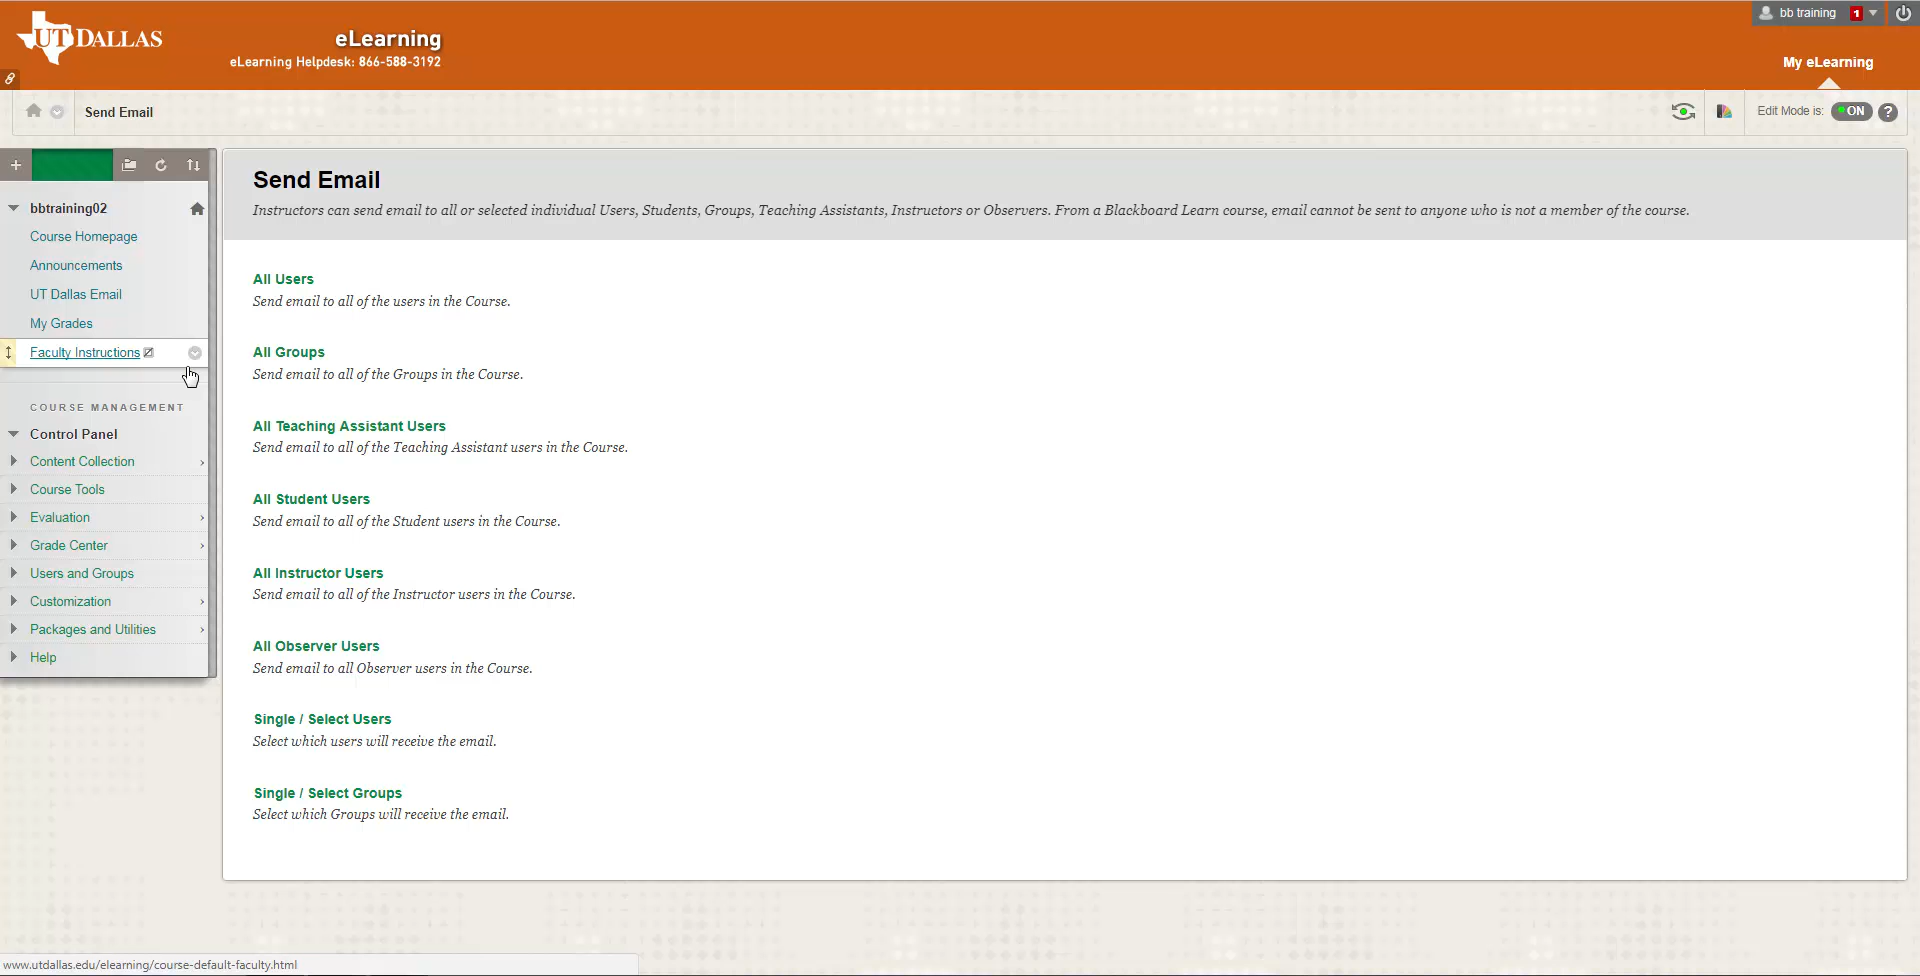 UT DALLAS
eLearning
eLearning Helpdesk: 866-588-3192
bb training 1
My eLearning
Send Email
Edit Mode is: ON ?
bbtraining02
Course Homepage
Announcements
UT Dallas Email
My Grades
Faculty Instructions
COURSE MANAGEMENT
Control Panel
Content Collection
Course Tools
Evaluation
Grade Center
Users and Groups
Customization
Packages and Utilities
Help
Send Email
Instructors can send email to all or selected individual Users, Students, Groups, Teaching Assistants, Instructors or Observers. From a Blackboard Learn course, email cannot be sent to anyone who is not a member of the course.
All Users
Send email to all of the users in the Course.
All Groups
Send email to all of the Groups in the Course.
All Teaching Assistant Users
Send email to all of the Teaching Assistant users in the Course.
All Student Users
Send email to all of the Student users in the Course.
All Instructor Users
Send email to all of the Instructor users in the Course.
All Observer Users
Send email to all Observer users in the Course.
Single / Select Users
Select which users will receive the email.
Single / Select Groups
Select which Groups will receive the email.
www.utdallas.edu/elearning/course-default-faculty.html